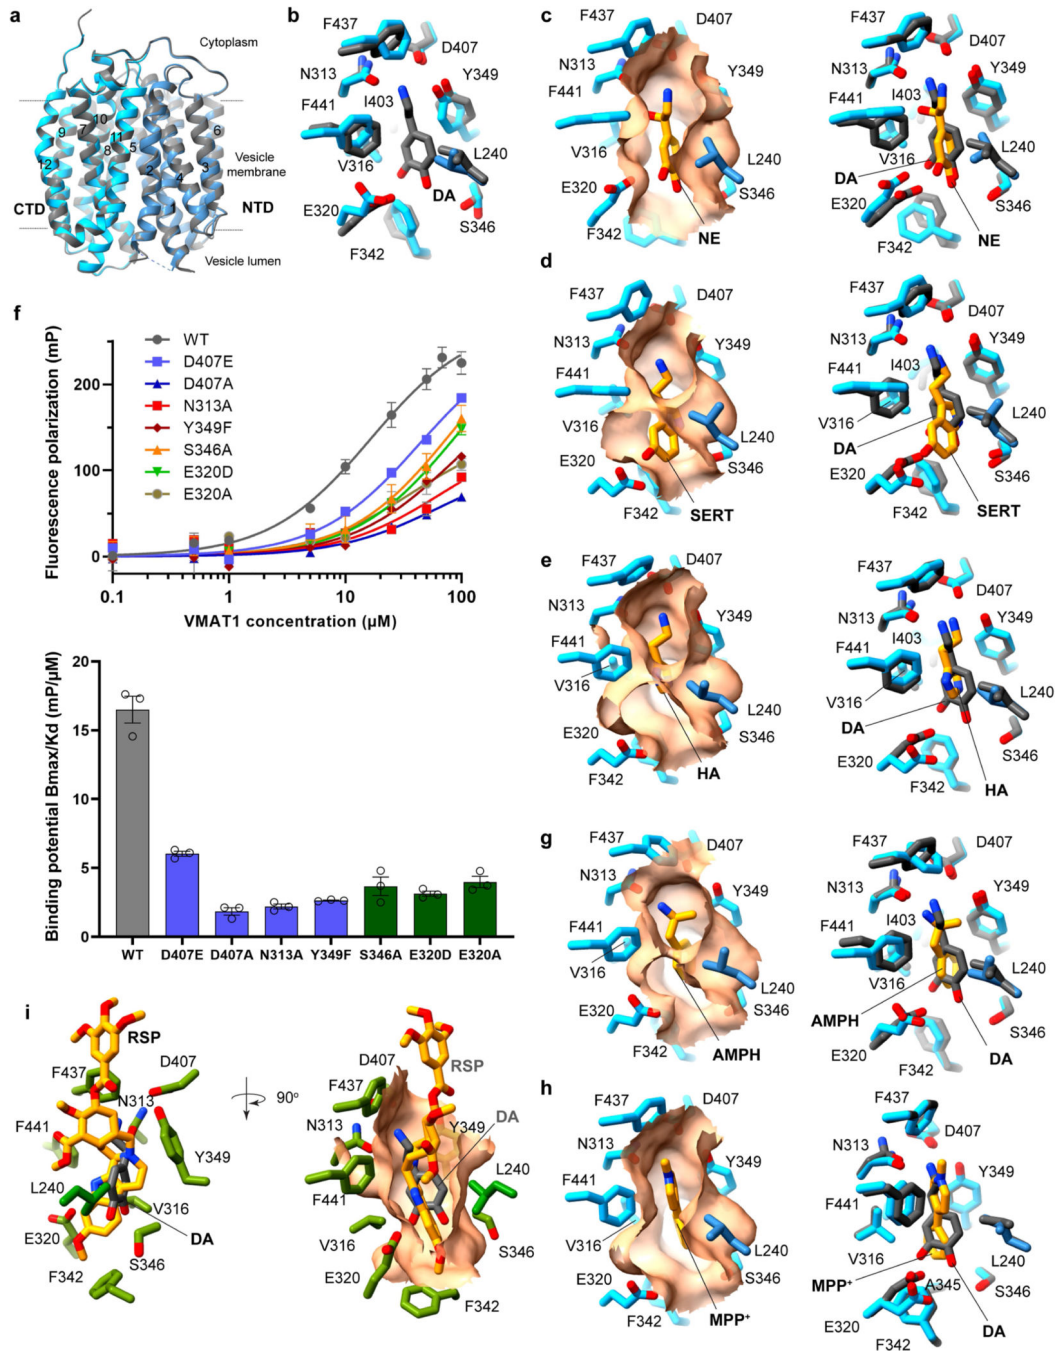 a
Cytoplasm
10
9
7
11
6
5
8
12
2
3
4
1
Vesicle
membrane
CTD
NTD
Vesicle lumen
b
F437
D407
N313
Y349
F441
I403
L240
V316
DA
E320
S346
F342
c
F437
D407
N313
Y349
F441
V316
L240
E320
S346
F342
NE
F437
D407
N313
Y349
F441
I403
V316
L240
DA
E320
S346
F342
NE
d
F437
D407
N313
Y349
F441
V316
L240
E320
S346
F342
SERT
F437
D407
N313
Y349
F441
I403
V316
L240
DA
E320
S346
F342
SERT
e
F437
D407
N313
Y349
F441
V316
L240
E320
S346
F342
HA
F437
D407
N313
Y349
I403
F441
V316
L240
DA
S346
E320
F342
HA
f
Fluorescence polarization (mP)
200
100
0
0.1
1
10
100
VMAT1 concentration (µM)
WT
D407E
D407A
N313A
Y349F
S346A
E320D
E320A
Binding potential Bmax/Kd (mP/µM)
20
15
10
5
0
WT
D407E
D407A
N313A
Y349F
S346A
E320D
E320A
g
F437
D407
N313
Y349
F441
V316
L240
E320
S346
F342
AMPH
F437
D407
N313
Y349
F441
I403
L240
V316
AMPH
S346
E320
F342
DA
h
F437
D407
N313
Y349
F441
V316
L240
E320
S346
F342
MPP⁺
F437
D407
N313
Y349
F441
V316
L240
MPP⁺
A345
S346
E320
F342
DA
i
RSP
D407
F437
N313
F441
Y349
L240
V316
E320
DA
S346
F342
90º
D407
RSP
F437
DA
N313
Y349
L240
F441
V316
S346
E320
F342